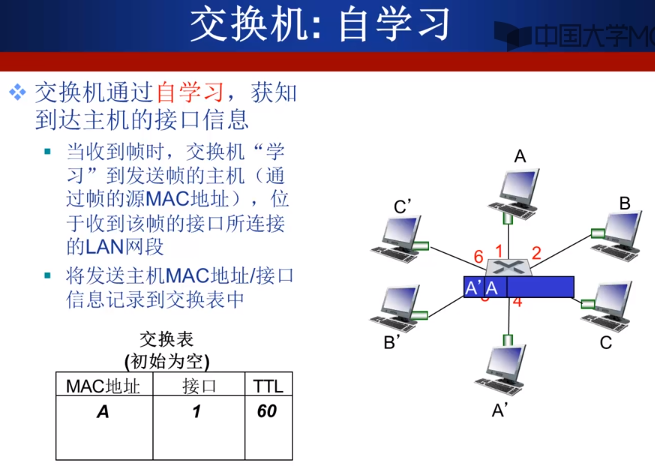 交换机: 自学习
中国大学MO
交换机通过自学习，获知
到达主机的接口信息
当收到帧时，交换机“学
习”到发送帧的主机（通
过帧的源MAC地址），位
于收到该帧的接口所连接
的LAN网段
将发送主机MAC地址/接口
信息记录到交换表中
交换表
(初始为空)
MAC地址 接口 TTL
A 1 60
A
C’
B
6 1 2
A’ A
4
B’
C
A’